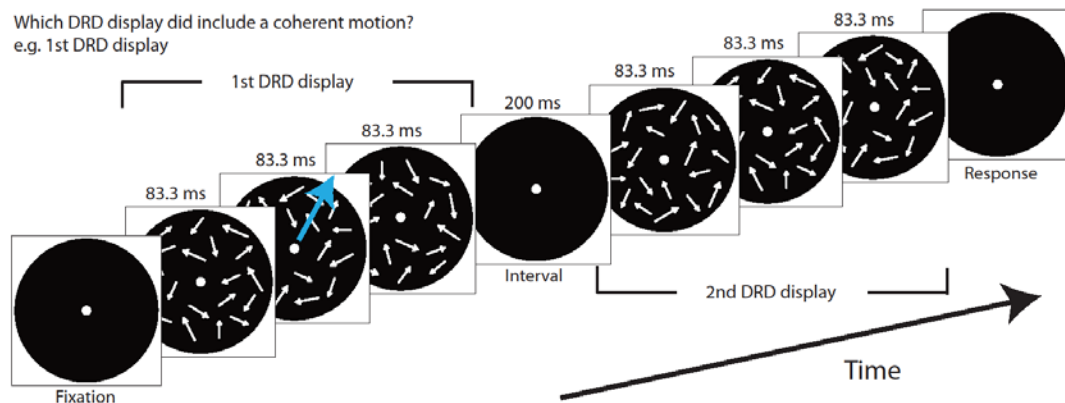 Which DRD display did include a coherent motion?
e.g. 1st DRD display
1st DRD display
83.3 ms
83.3 ms
83.3 ms
200 ms
83.3 ms
83.3 ms
83.3 ms
Fixation
Interval
Response
2nd DRD display
Time